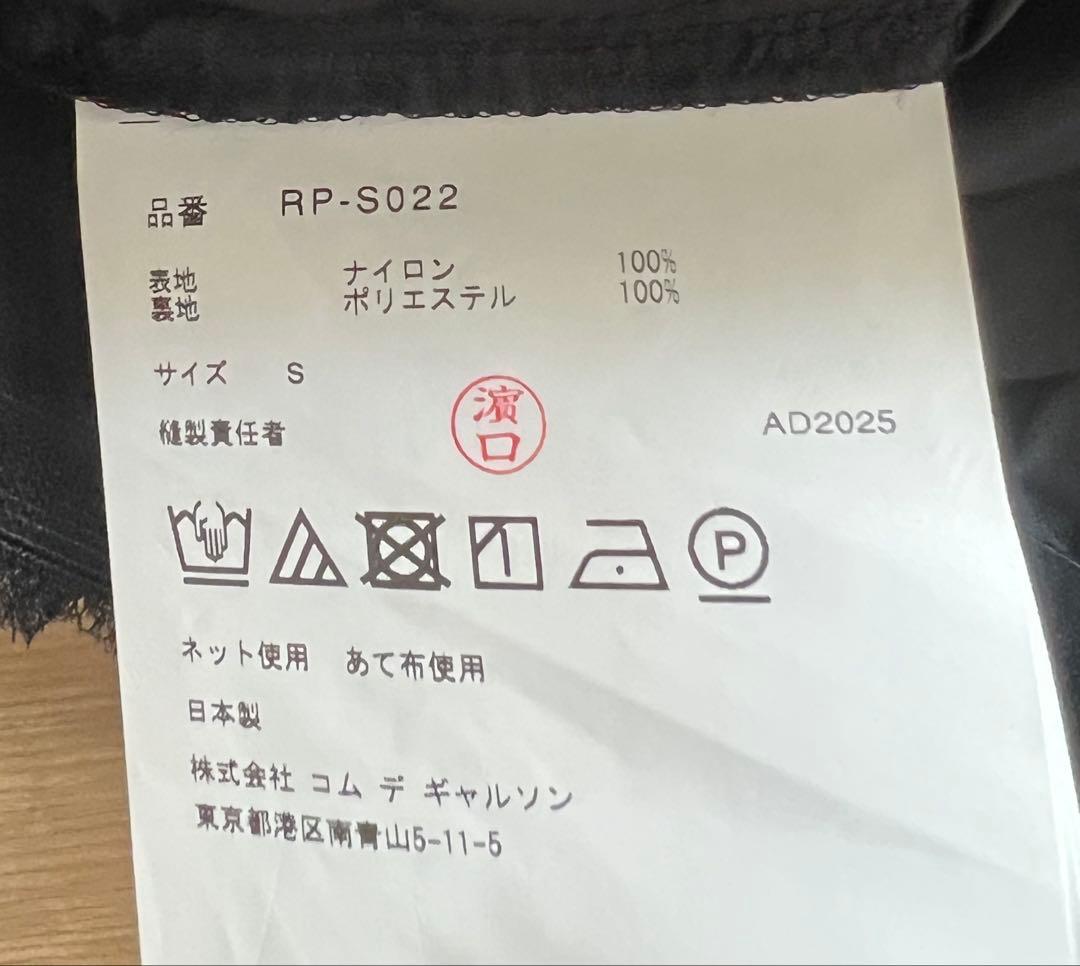 品番 RP-S022
表地 ナイロン 100%
裏地 ポリエステル 100%
サイズ S
縫製責任者 濱口 AD2025
P
ネット使用 あて布使用
日本製
株式会社 コム デ ギャルソン
東京都港区南青山5-11-5